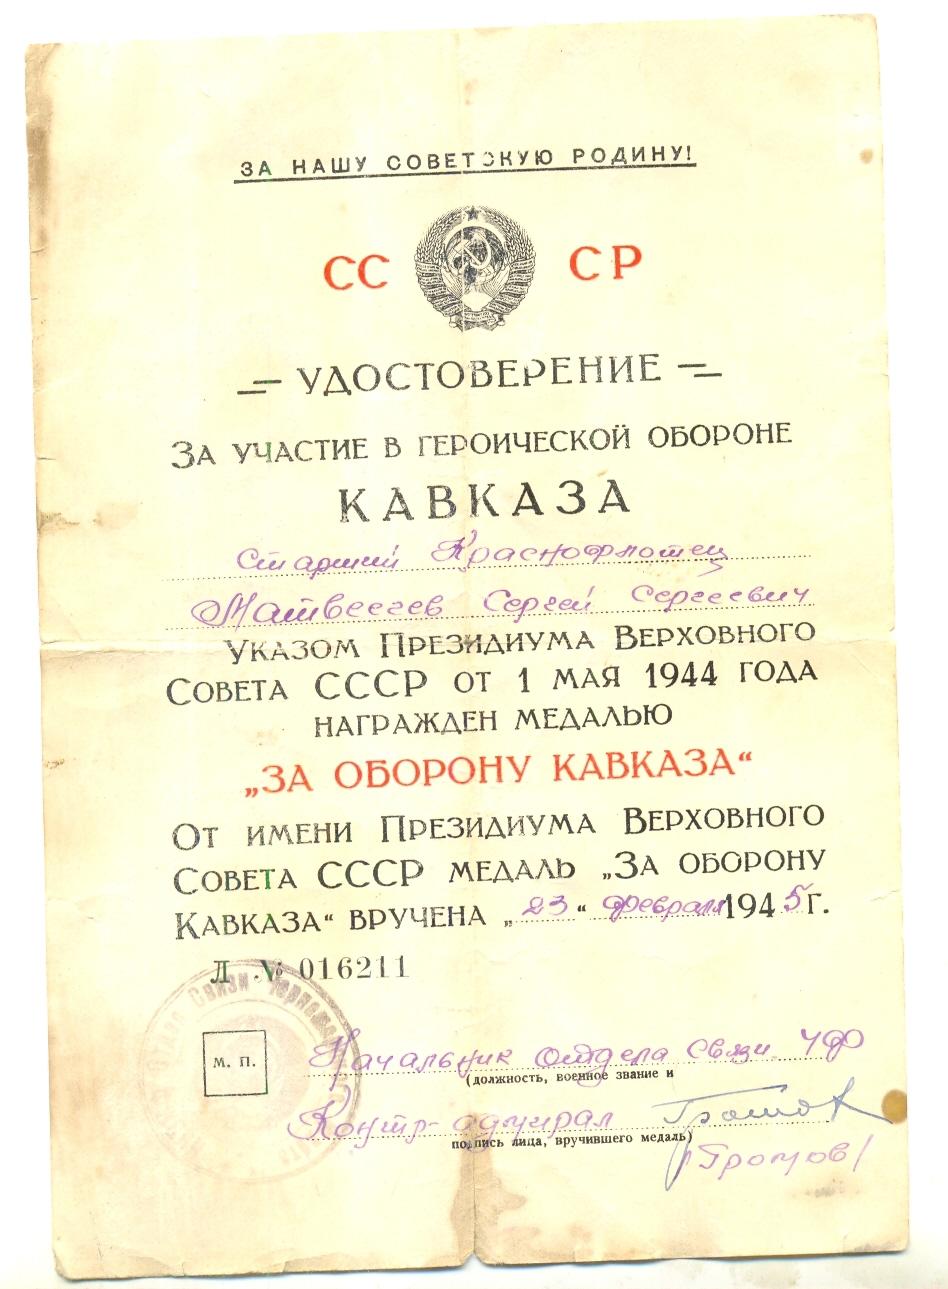 ЗА НАШУ СОВЕТСКУЮ РОДИНУ!
СС СР
УДОСТОВЕРЕНИЕ
ЗА УЧАСТИЕ В ГЕРОИЧЕСКОЙ ОБОРОНЕ
КАВКАЗА
Старший Краснофлотец
Сергей Сергеевич
УКАЗОМ ПРЕЗИДИУМА ВЕРХОВНОГО
СОВЕТА СССР ОТ 1 МАЯ 1944 ГОДА
НАГРАЖДЕН МЕДАЛЬЮ
„ЗА ОБОРОНУ КАВКАЗА“
ОТ ИМЕНИ ПРЕЗИДИУМА ВЕРХОВНОГО
СОВЕТА СССР МЕДАЛЬ „ЗА ОБОРОНУ
КАВКАЗА“ ВРУЧЕНА „23“ февраля 1945 Г.
Л № 016211
Связи
М. П.
Начальник отдела связи ЧФ
(должность, военное звание и
Контр-адмирал
подпись лица, вручившего медаль)
/Громов/